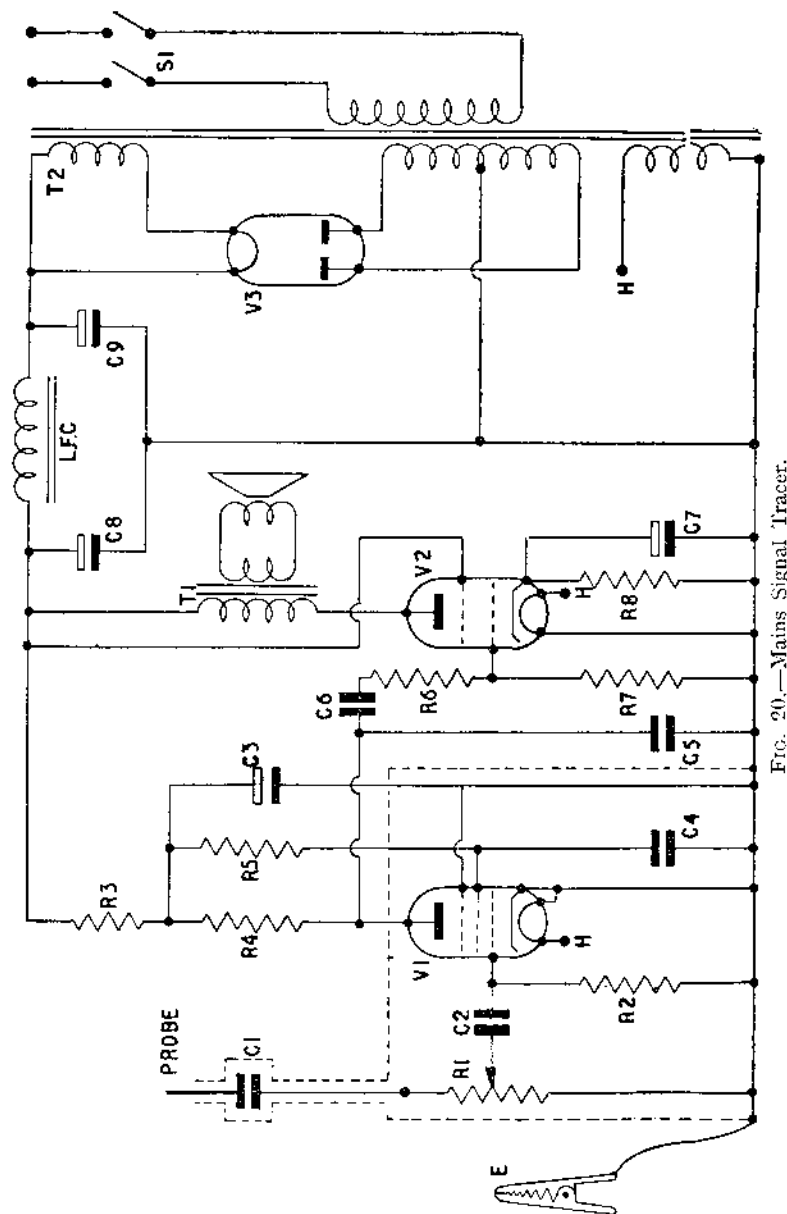 S1
T2
V3
H
C9
L.F.C
C8
T1
V2
C7
R8
H
C6
R6
R7
C5
C3
R3
R5
R4
C4
V1
H
PROBE
C1
C2
R1
R2
E
FIG. 20.—Mains Signal Tracer.